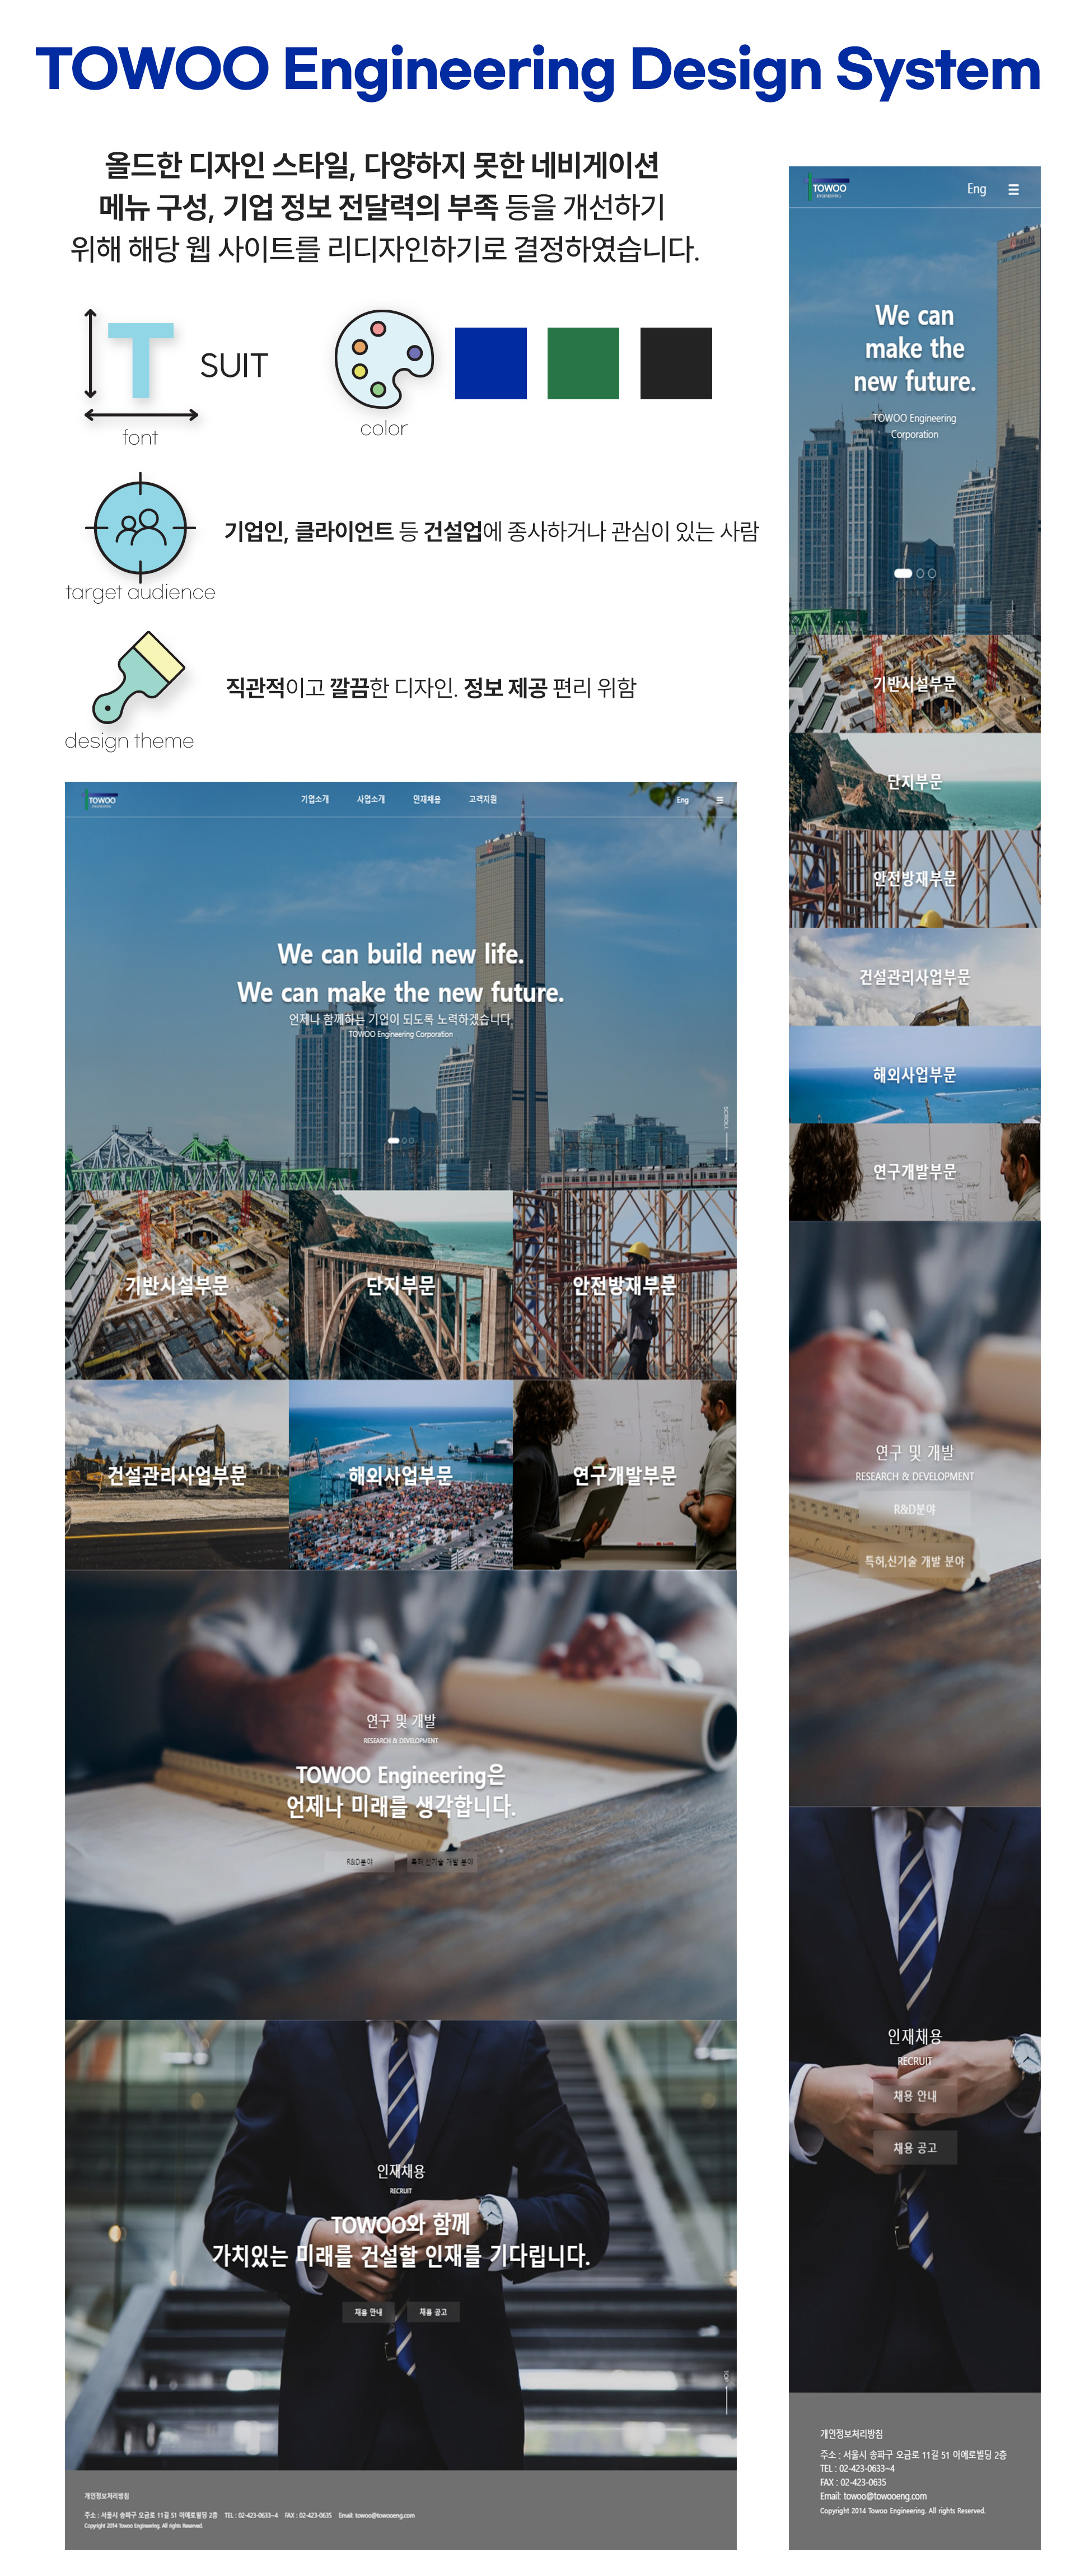 TOWOO Engineering Design System
올드한 디자인 스타일, 다양하지 못한 네비게이션
메뉴 구성, 기업 정보 전달력의 부족 등을 개선하기
위해 해당 웹 사이트를 리디자인하기로 결정하였습니다.
T
SUIT
font
color
기업인, 클라이언트 등 건설업에 종사하거나 관심이 있는 사람
target audience
직관적이고 깔끔한 디자인. 정보 제공 편리 위함
design theme
TOWOO
ENGINEERING
기업소개 사업소개 인재채용 고객지원
Eng
We can build new life.
We can make the new future.
언제나 함께하는 기업이 되도록 노력하겠습니다
TOWOO Engineering Corporation
SCROLL
기반시설부문
단지부문
안전방재부문
건설관리사업부문
해외사업부문
연구개발부문
연구 및 개발
RESEARCH & DEVELOPMENT
TOWOO Engineering은
언제나 미래를 생각합니다.
R&D분야
특허,신기술 개발 분야
인재채용
RECRUIT
TOWOO와 함께
가치있는 미래를 건설할 인재를 기다립니다.
채용 안내
채용 공고
TOP
개인정보처리방침
주소 : 서울시 송파구 오금로 11길 51 이에로빌딩 2층 TEL : 02-423-0633~4 FAX : 02-423-0635 Email: towoo@towooeng.com
Copyright 2014 Towoo Engineering. All rights Reserved.
TOWOO
ENGINEERING
Eng
We can
make the
new future.
TOWOO Engineering
Corporation
기반시설부문
단지부문
안전방재부문
건설관리사업부문
해외사업부문
연구개발부문
연구 및 개발
RESEARCH & DEVELOPMENT
R&D분야
특허,신기술 개발 분야
인재채용
RECRUIT
채용 안내
채용 공고
개인정보처리방침
주소 : 서울시 송파구 오금로 11길 51 이에로빌딩 2층
TEL : 02-423-0633~4
FAX : 02-423-0635
Email: towoo@towooeng.com
Copyright 2014 Towoo Engineering. All rights Reserved.